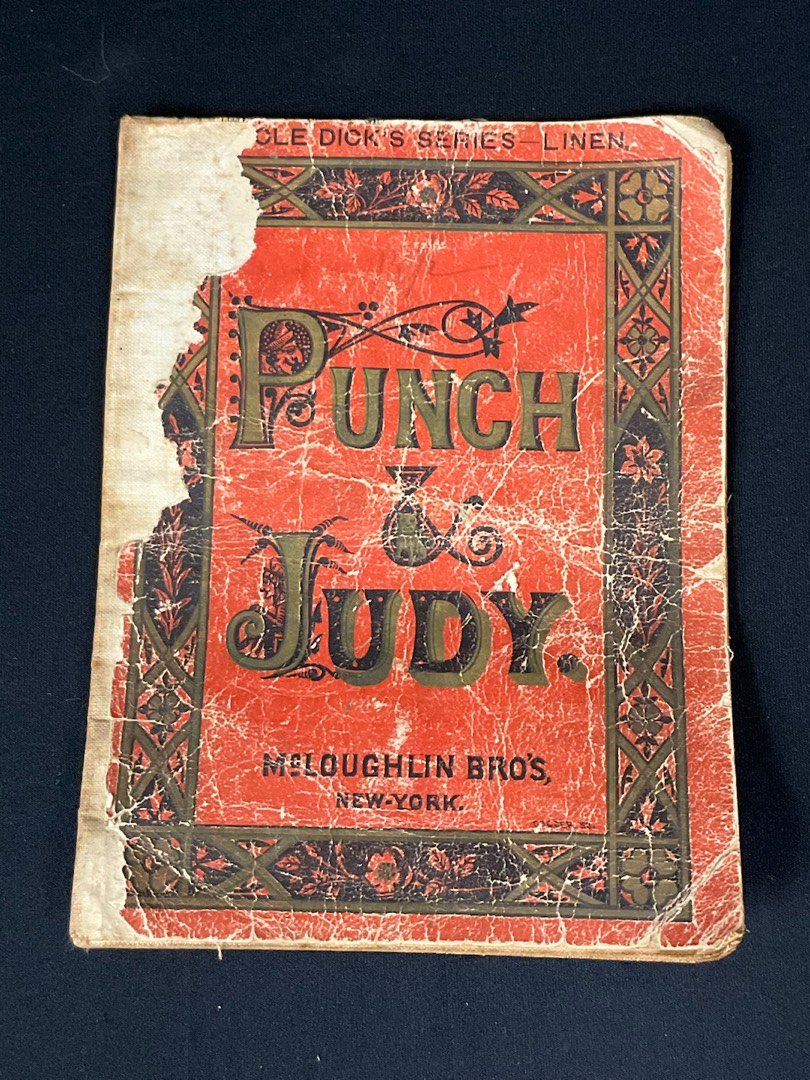 CLE DICK'S SERIES—LINEN.
PUNCH
&
JUDY.
McLOUGHLIN BRO'S,
NEW-YORK.